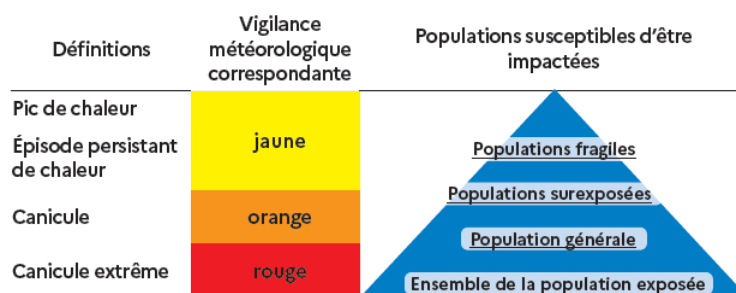 Définitions
Vigilance
météorologique
correspondante
Populations susceptibles d'être
impactées
Pic de chaleur
Épisode persistant
de chaleur
jaune
Populations fragiles
Populations surexposées
Canicule
orange
Population générale
Canicule extrême
rouge
Ensemble de la population exposée